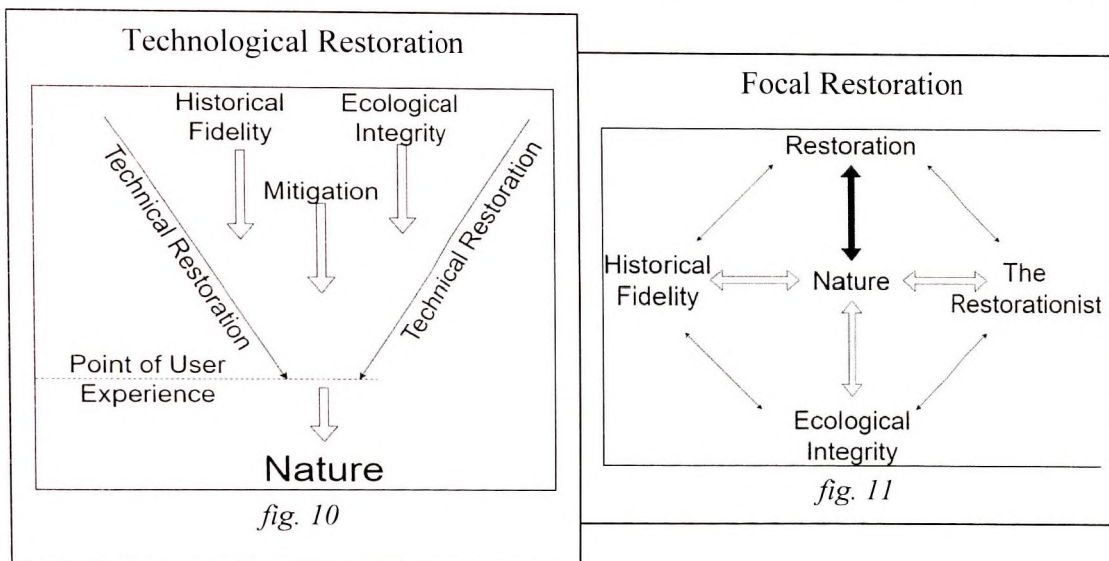 Technological Restoration
Historical
Fidelity
Ecological
Integrity
Mitigation
Technical Restoration
Technical Restoration
Point of User
Experience
Nature
fig. 10
Focal Restoration
Restoration
Historical
Fidelity
Nature
The
Restorationist
Ecological
Integrity
fig. 11